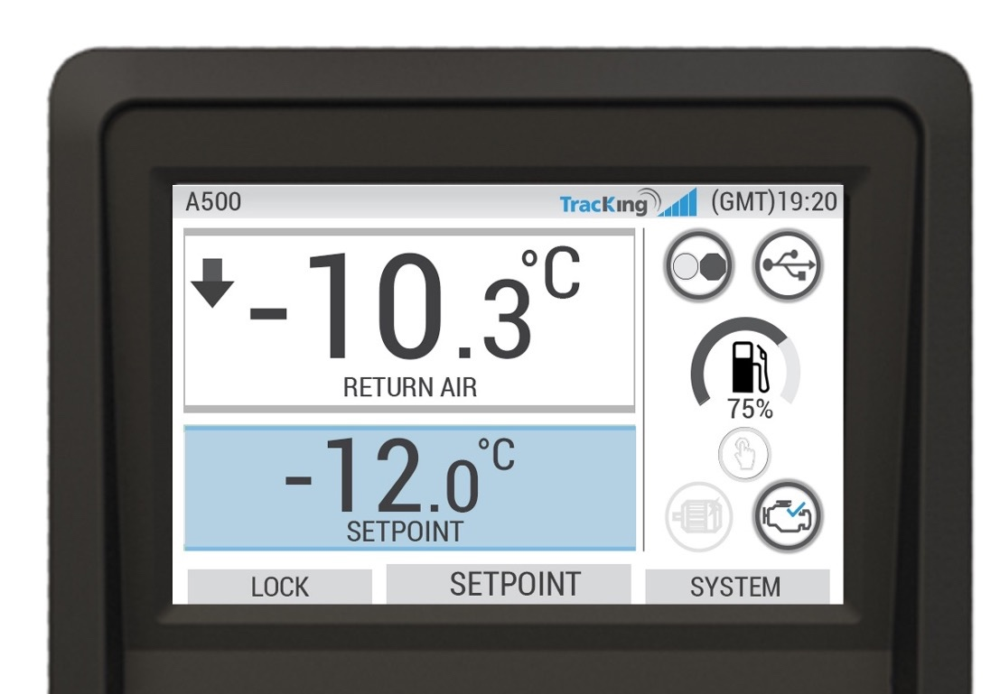 A500 TracKing (GMT)19:20
-10.3°C
RETURN AIR
-12.0°C
SETPOINT
75%
LOCK SETPOINT SYSTEM